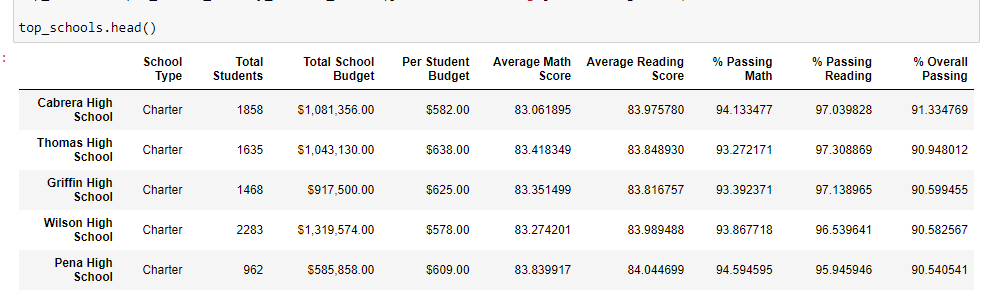 top_schools.head()
:
School Type Total Students Total School Budget Per Student Budget Average Math Score Average Reading Score % Passing Math % Passing Reading % Overall Passing
Cabrera High School Charter 1858 $1,081,356.00 $582.00 83.061895 83.975780 94.133477 97.039828 91.334769
Thomas High School Charter 1635 $1,043,130.00 $638.00 83.418349 83.848930 93.272171 97.308869 90.948012
Griffin High School Charter 1468 $917,500.00 $625.00 83.351499 83.816757 93.392371 97.138965 90.599455
Wilson High School Charter 2283 $1,319,574.00 $578.00 83.274201 83.989488 93.867718 96.539641 90.582567
Pena High School Charter 962 $585,858.00 $609.00 83.839917 84.044699 94.594595 95.945946 90.540541